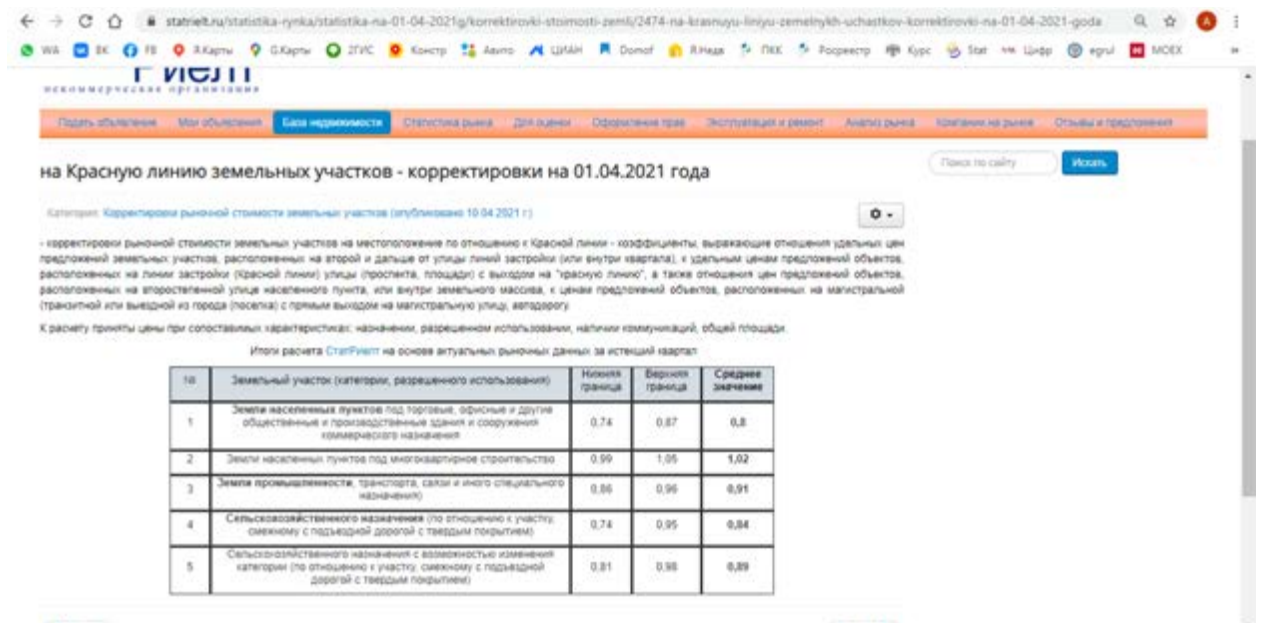 statrielt.ru/statistika-rynka/statistika-na-01-04-2021g/korrektirovki-stoimosti-zemli/2474-na-krasnuyu-liniyu-zemelnykh-uchastkov-korrektirovki-na-01-04-2021-goda
WA ВК FB Я.Карты G.Карты 2ГИС Констр Авито ЦИАН Domof Я.Недв ПКК Росреестр Курс Stat Цифр egrul MOEX
некоммерческая организация
Подать объявление Мои объявления База недвижимости Статистика рынка Для оценки Оформление прав Эксплуатация и ремонт Анализ рынка Компании на рынке Отзывы и предложения
Поиск по сайту Искать
на Красную линию земельных участков - корректировки на 01.04.2021 года
Категория: Корректировки рыночной стоимости земельных участков (опубликовано 10.04.2021 г.)
- корректировки рыночной стоимости земельных участков на местоположение по отношению к Красной линии - коэффициенты, выражающие отношения удельных цен
предложений земельных участков, расположенных на второй и дальше от улицы линий застройки (или внутри квартала), к удельным ценам предложений объектов,
расположенных на линии застройки (Красной линии) улицы (проспекта, площади) с выходом на "красную линию", а также отношения цен предложений объектов,
расположенных на второстепенной улице населенного пункта, или внутри земельного массива, к ценам предложений объектов, расположенных на магистральной
(транзитной или выездной из города (поселка) с прямым выходом на магистральную улицу, автодорогу.
К расчету приняты цены при сопоставимых характеристиках: назначении, разрешенном использовании, наличии коммуникаций, общей площади.
Итоги расчета СтатРиелт на основе актуальных рыночных данных за истекший квартал
№ Земельный участок (категории, разрешенного использования) Нижняя граница Верхняя граница Среднее значение
1 Земли населенных пунктов под торговые, офисные и другие
общественные и производственные здания и сооружения
коммерческого назначения 0,74 0,87 0,8
2 Земли населенных пунктов под многоквартирное строительство 0,99 1,05 1,02
3 Земли промышленности, транспорта, связи и иного специального
назначения) 0,86 0,96 0,91
4 Сельскохозяйственного назначения (по отношению к участку,
смежному с подъездной дорогой с твердым покрытием) 0,74 0,95 0,84
5 Сельскохозяйственного назначения с возможностью изменения
категории (по отношению к участку, смежному с подъездной
дорогой с твердым покрытием) 0,81 0,98 0,89